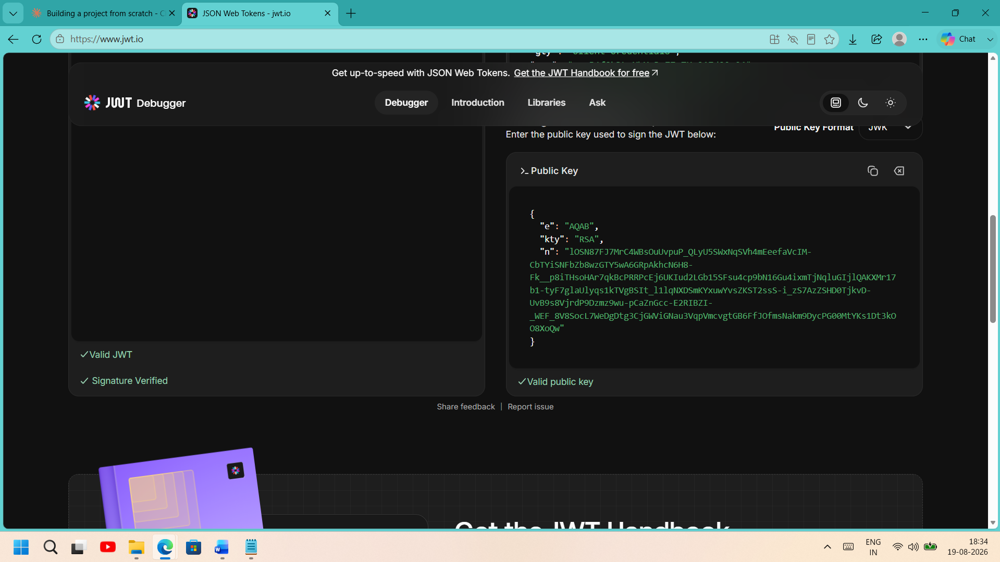 Building a project from scratch - C
JSON Web Tokens - jwt.io
https://www.jwt.io
Chat
Get up-to-speed with JSON Web Tokens. Get the JWT Handbook for free
JWT Debugger
Debugger
Introduction
Libraries
Ask
Public Key Format
JWK
Enter the public key used to sign the JWT below:
Public Key
{
"e": "AQAB",
"kty": "RSA",
"n": "lOSN87FJ7MrC4WBsOuUvpuP_QLyU5SWxNqSVh4mEeefaVcIM-
CbTYiSNFbZb8wzGTY5wA6GRpAkhcN6H8-
Fk__p8iTHsoHAr7qkBcPRRPcEj6UKIud2LGb15SFsu4cp9bN16Gu4ixmTjNqluGIjlQAKXMr17
b1-tyF7glaUlyqs1kTVgBSIt_l1lqNXDSmKYxuwYvsZKST2ssS-i_zS7AzZSHD0TjkvD-
UvB9s8VjrdP9Dzmz9wu-pCaZnGcc-E2RIBZI-
_WEF_8V8SocL7WeDgDtg3CjGWViGNau3VqpVmcvgtGB6FfJOfmsNakm9DycPG00MtYKs1Dt3kO
O8XoQw"
}
Valid JWT
Signature Verified
Valid public key
Share feedback | Report issue
Get the JWT Handbook
ENG
IN
18:34
19-08-2026